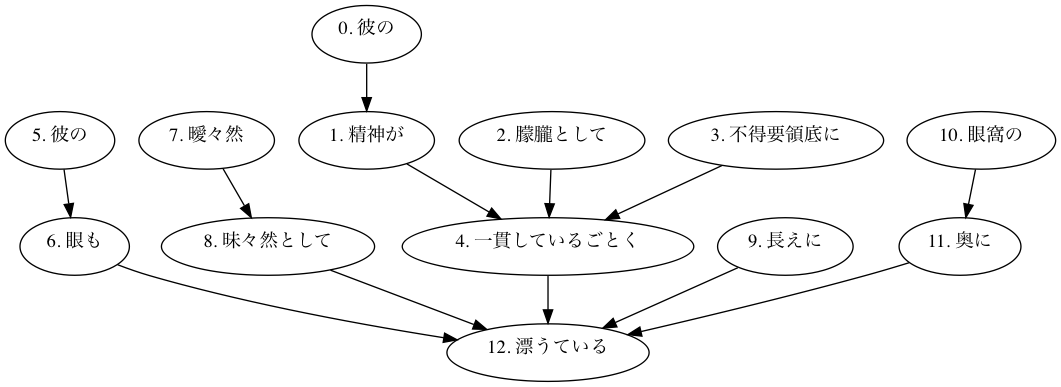 0. 彼の
5. 彼の
7. 曖々然
1. 精神が
2. 朦朧として
3. 不得要領底に
10. 眼窩の
6. 眼も
8. 昧々然として
4. 一貫しているごとく
9. 長えに
11. 奥に
12. 漂うている